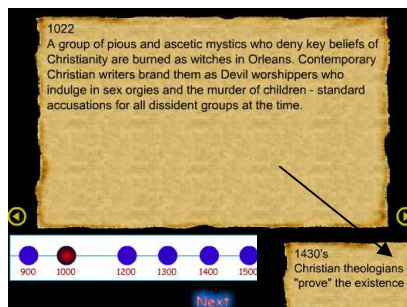 1022
A group of pious and ascetic mystics who deny key beliefs of
Christianity are burned as witches in Orleans. Contemporary
Christian writers brand them as Devil worshippers who
indulge in sex orgies and the murder of children - standard
accusations for all dissident groups at the time.
900 1000 1200 1300 1400 1500
1430's
Christian theologians
"prove" the existence
Next